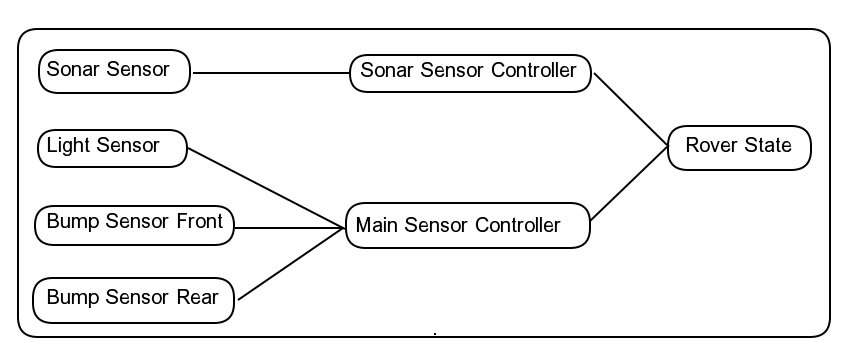 Sonar Sensor
Sonar Sensor Controller
Light Sensor
Rover State
Bump Sensor Front
Main Sensor Controller
Bump Sensor Rear